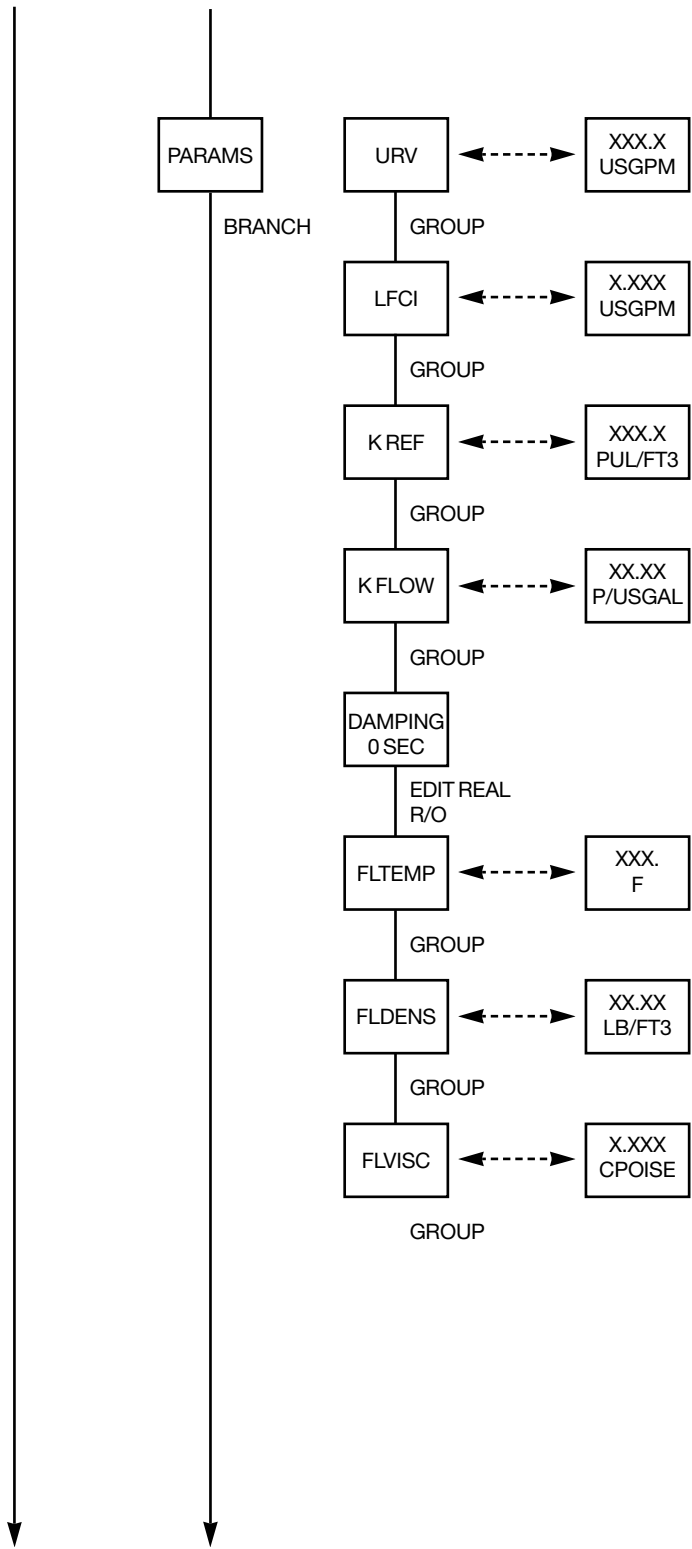 PARAMS
BRANCH
URV
XXX.X
USGPM
GROUP
LFCI
X.XXX
USGPM
GROUP
K REF
XXX.X
PUL/FT3
GROUP
K FLOW
XX.XX
P/USGAL
GROUP
DAMPING
0 SEC
EDIT REAL
R/O
FLTEMP
XXX.
F
GROUP
FLDENS
XX.XX
LB/FT3
GROUP
FLVISC
X.XXX
CPOISE
GROUP